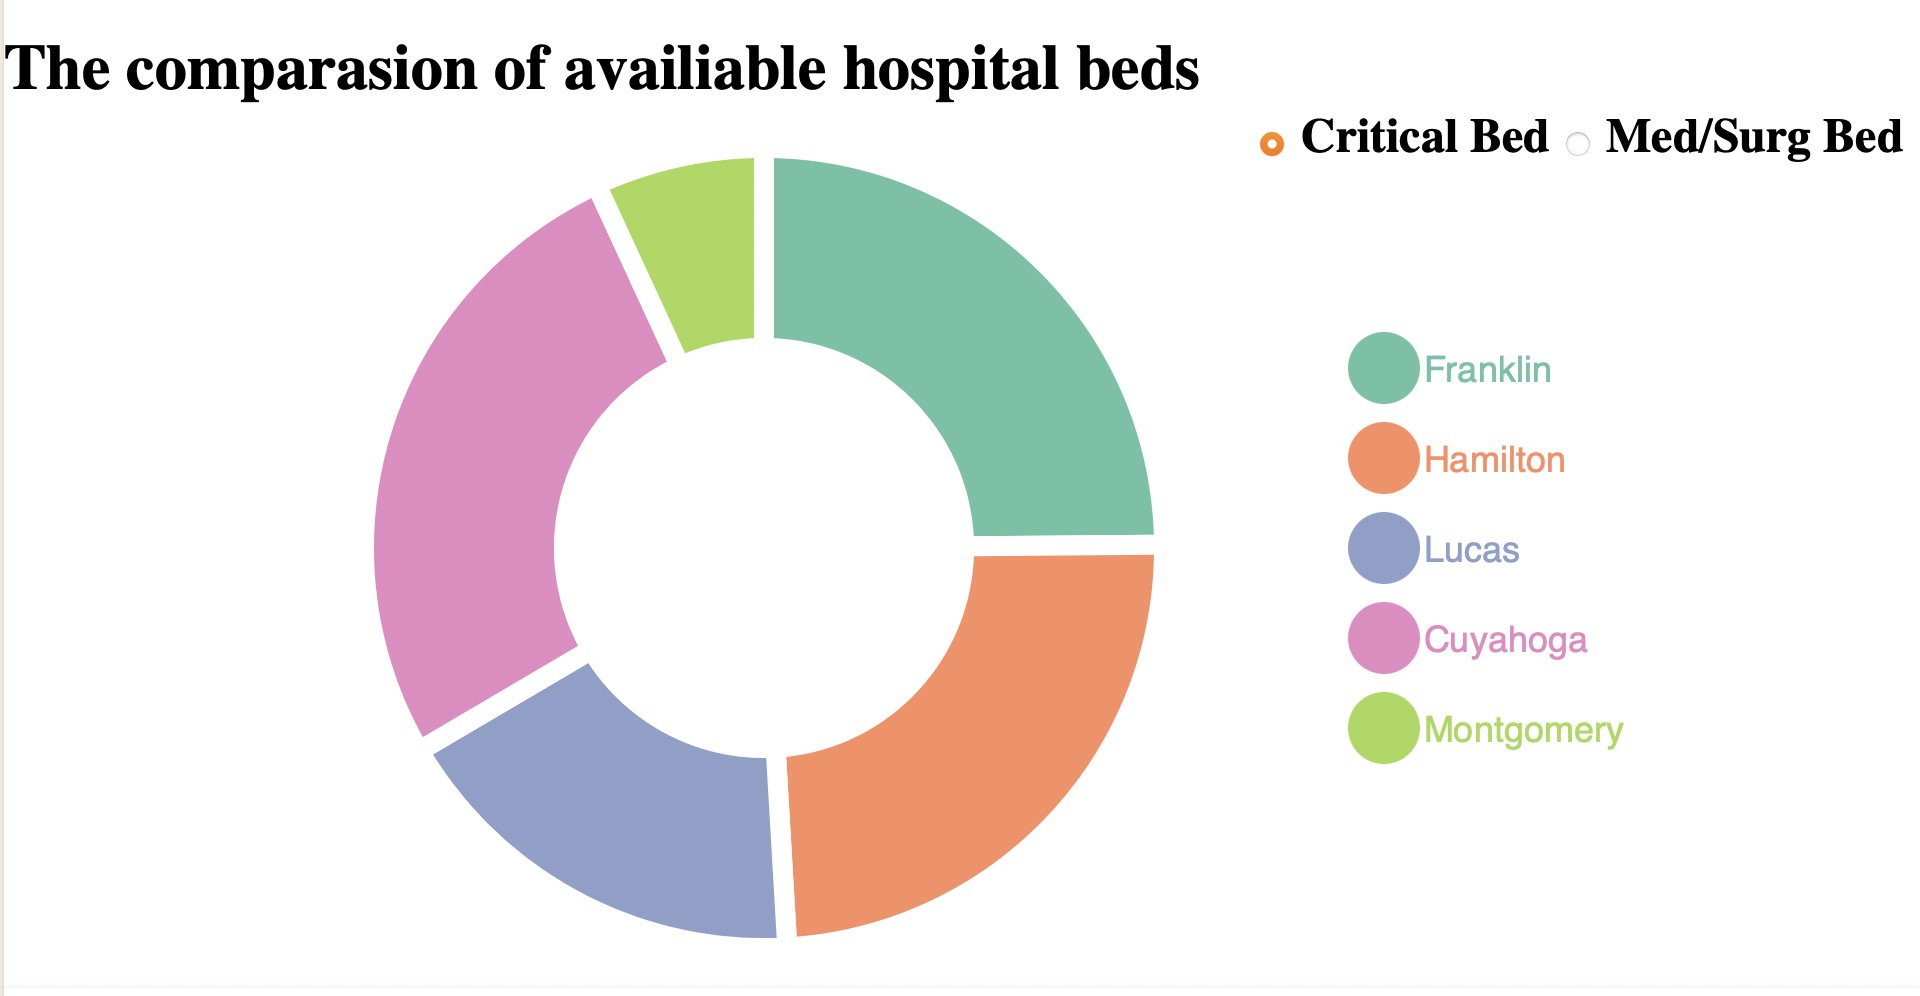 The comparasion of availiable hospital beds
Critical Bed Med/Surg Bed
Franklin
Hamilton
Lucas
Cuyahoga
Montgomery